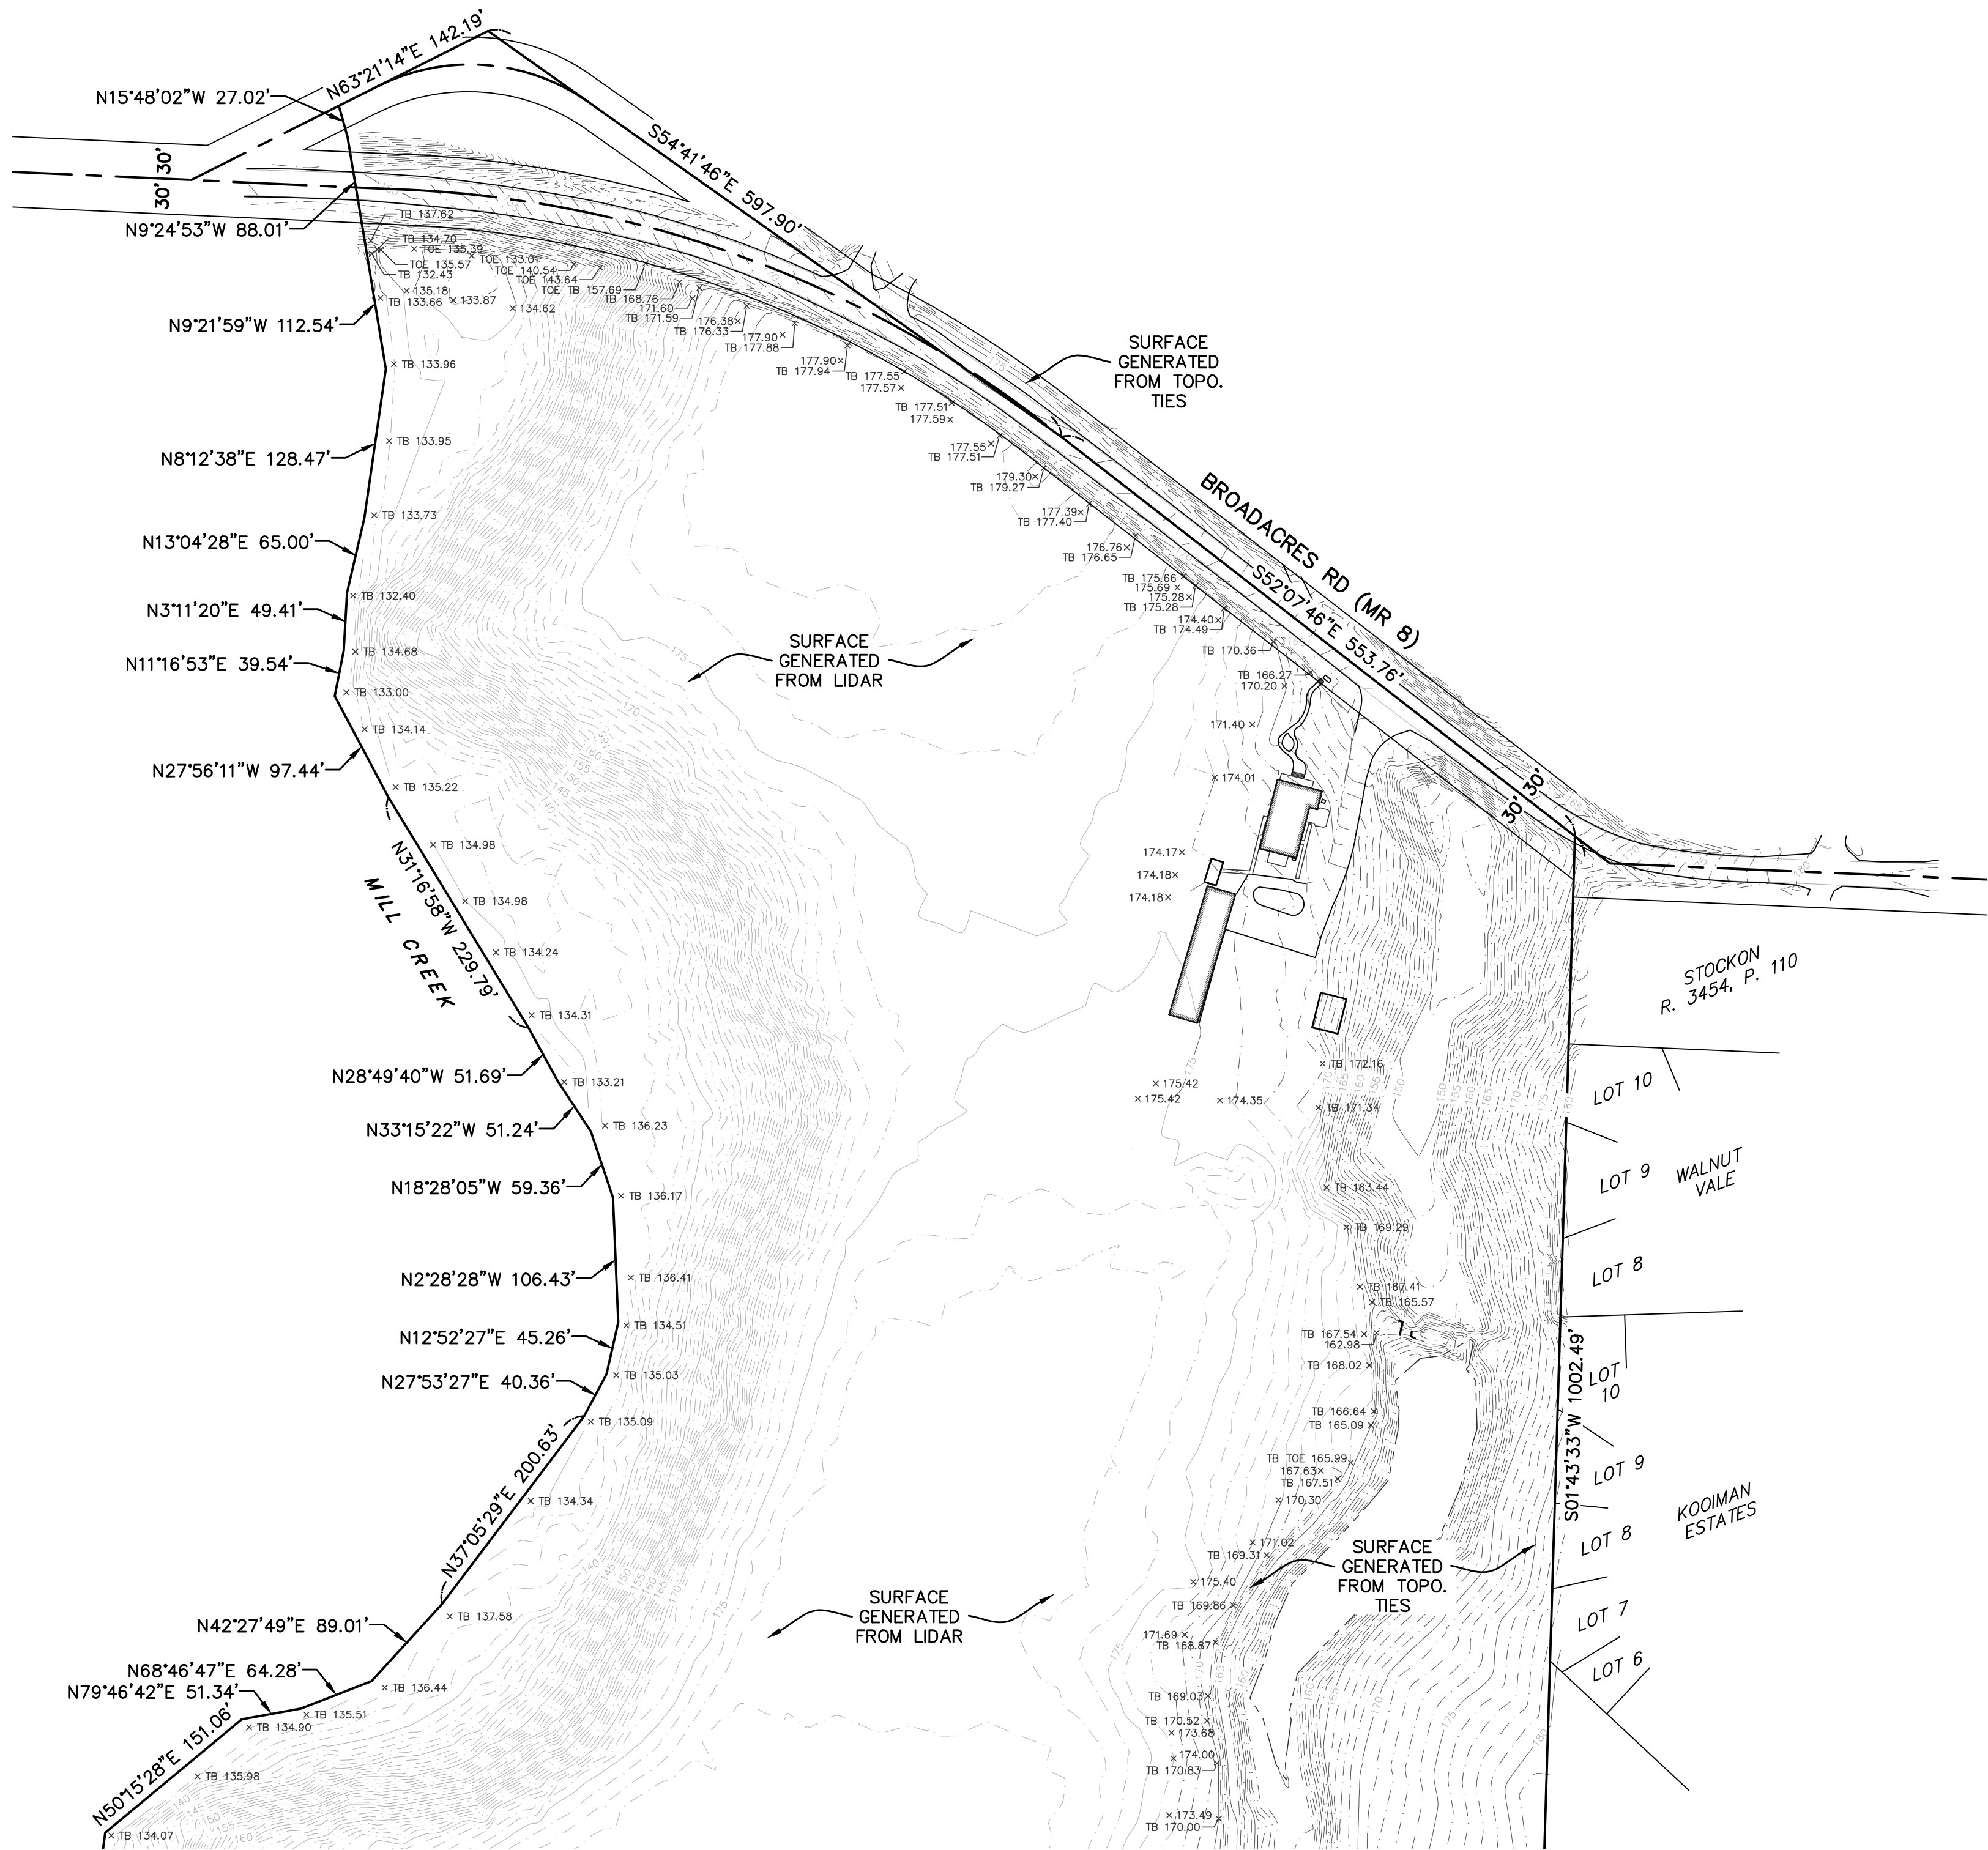 N63°21'14"E 142.19'
N15°48'02"W 27.02'
30' 30'
N9°24'53"W 88.01'
S54°41'46"E 597.90'
TB 137.62
TB 134.70
TOE 135.39
TOE 135.57
TOE 133.01
TB 132.43
TOE 140.54
TOE 143.64
TOE
TB 157.69
135.18
TB 133.66
133.87
134.62
TB 168.76
171.60
TB 171.59
176.38
TB 176.33
177.90
TB 177.88
177.90
TB 177.94
TB 177.55
177.57
TB 177.51
177.59
177.55
TB 177.51
179.30
TB 179.27
177.39
TB 177.40
176.76
TB 176.65
TB 175.66
175.69
175.28
TB 175.28
174.40
TB 174.49
TB 170.36
TB 166.27
170.20
171.40
174.01
174.17
174.18
174.18
N9°21'59"W 112.54'
TB 133.96
SURFACE
GENERATED
FROM TOPO.
TIES
N8°12'38"E 128.47'
TB 133.95
BROADACRES RD (MR 8)
S52°07'46"E 553.76'
30' 30'
TB 133.73
N13°04'28"E 65.00'
N3°11'20"E 49.41'
TB 132.40
N11°16'53"E 39.54'
TB 134.68
TB 133.00
SURFACE
GENERATED
FROM LIDAR
TB 134.14
N27°56'11"W 97.44'
TB 135.22
TB 134.98
N31°16'58"W 229.79'
MILL CREEK
TB 134.98
TB 134.24
TB 134.31
STOCKON
R. 3454, P. 110
N28°49'40"W 51.69'
TB 133.21
TB 172.16
175.42
175.42
174.35
TB 171.34
LOT 10
N33°15'22"W 51.24'
TB 136.23
N18°28'05"W 59.36'
TB 136.17
TB 163.44
TB 169.29
LOT 9
WALNUT
VALE
N2°28'28"W 106.43'
TB 136.41
TB 167.41
TB 165.57
LOT 8
N12°52'27"E 45.26'
TB 134.51
TB 167.54
162.98
TB 168.02
N27°53'27"E 40.36'
TB 135.03
S01°43'33"W 1002.49'
LOT
10
TB 135.09
TB 166.64
TB 165.09
N37°05'29"E 200.63'
TB TOE 165.99
167.63
TB 167.51
170.30
LOT 9
TB 134.34
KOOIMAN
ESTATES
171.02
TB 169.31
LOT 8
SURFACE
GENERATED
FROM TOPO.
TIES
175.40
TB 169.86
SURFACE
GENERATED
FROM LIDAR
TB 137.58
N42°27'49"E 89.01'
171.69
TB 168.87
LOT 7
LOT 6
N68°46'47"E 64.28'
N79°46'42"E 51.34'
TB 136.44
TB 135.51
TB 134.90
TB 169.03
TB 170.52
173.68
174.00
TB 170.83
N50°15'28"E 151.06'
TB 135.98
TB 134.07
173.49
TB 170.00